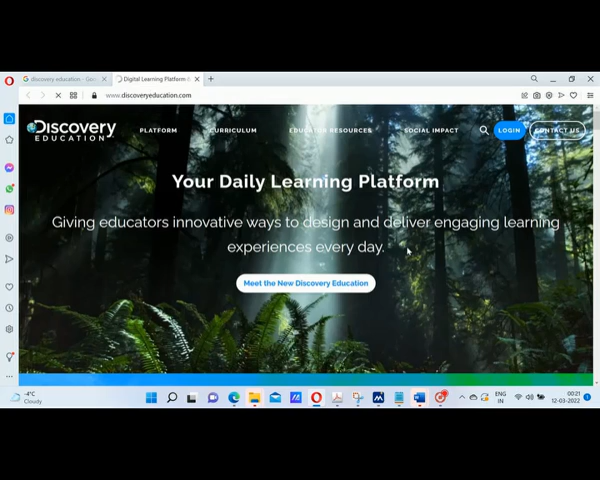 discovery education - Goo
Digital Learning Platform &
www.discoveryeducation.com
Discovery
EDUCATION
PLATFORM
CURRICULUM
EDUCATOR RESOURCES
SOCIAL IMPACT
LOGIN
CONTACT US
Your Daily Learning Platform
Giving educators innovative ways to design and deliver engaging learning
experiences every day.
Meet the New Discovery Education
-4°C
Cloudy
ENG
IN
00:21
12-03-2022